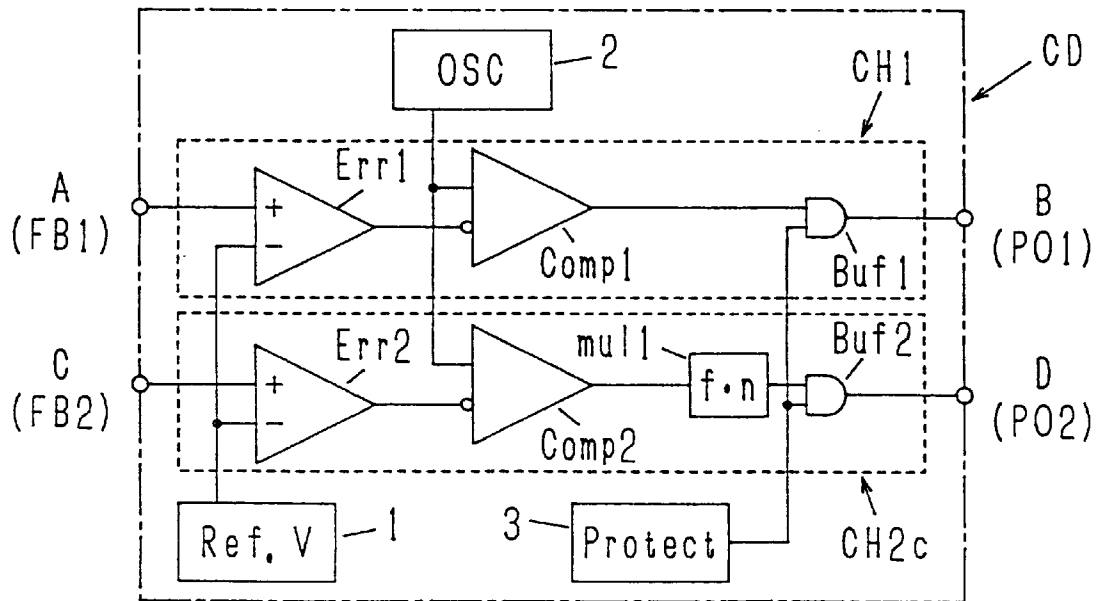 OSC
2
CH1
CD
A
(FB1)
Err1
+
−
Comp1
Buf1
B
(PO1)
C
(FB2)
Err2
+
−
Comp2
mul1
f·n
Buf2
D
(PO2)
Ref.V
1
3
Protect
CH2c